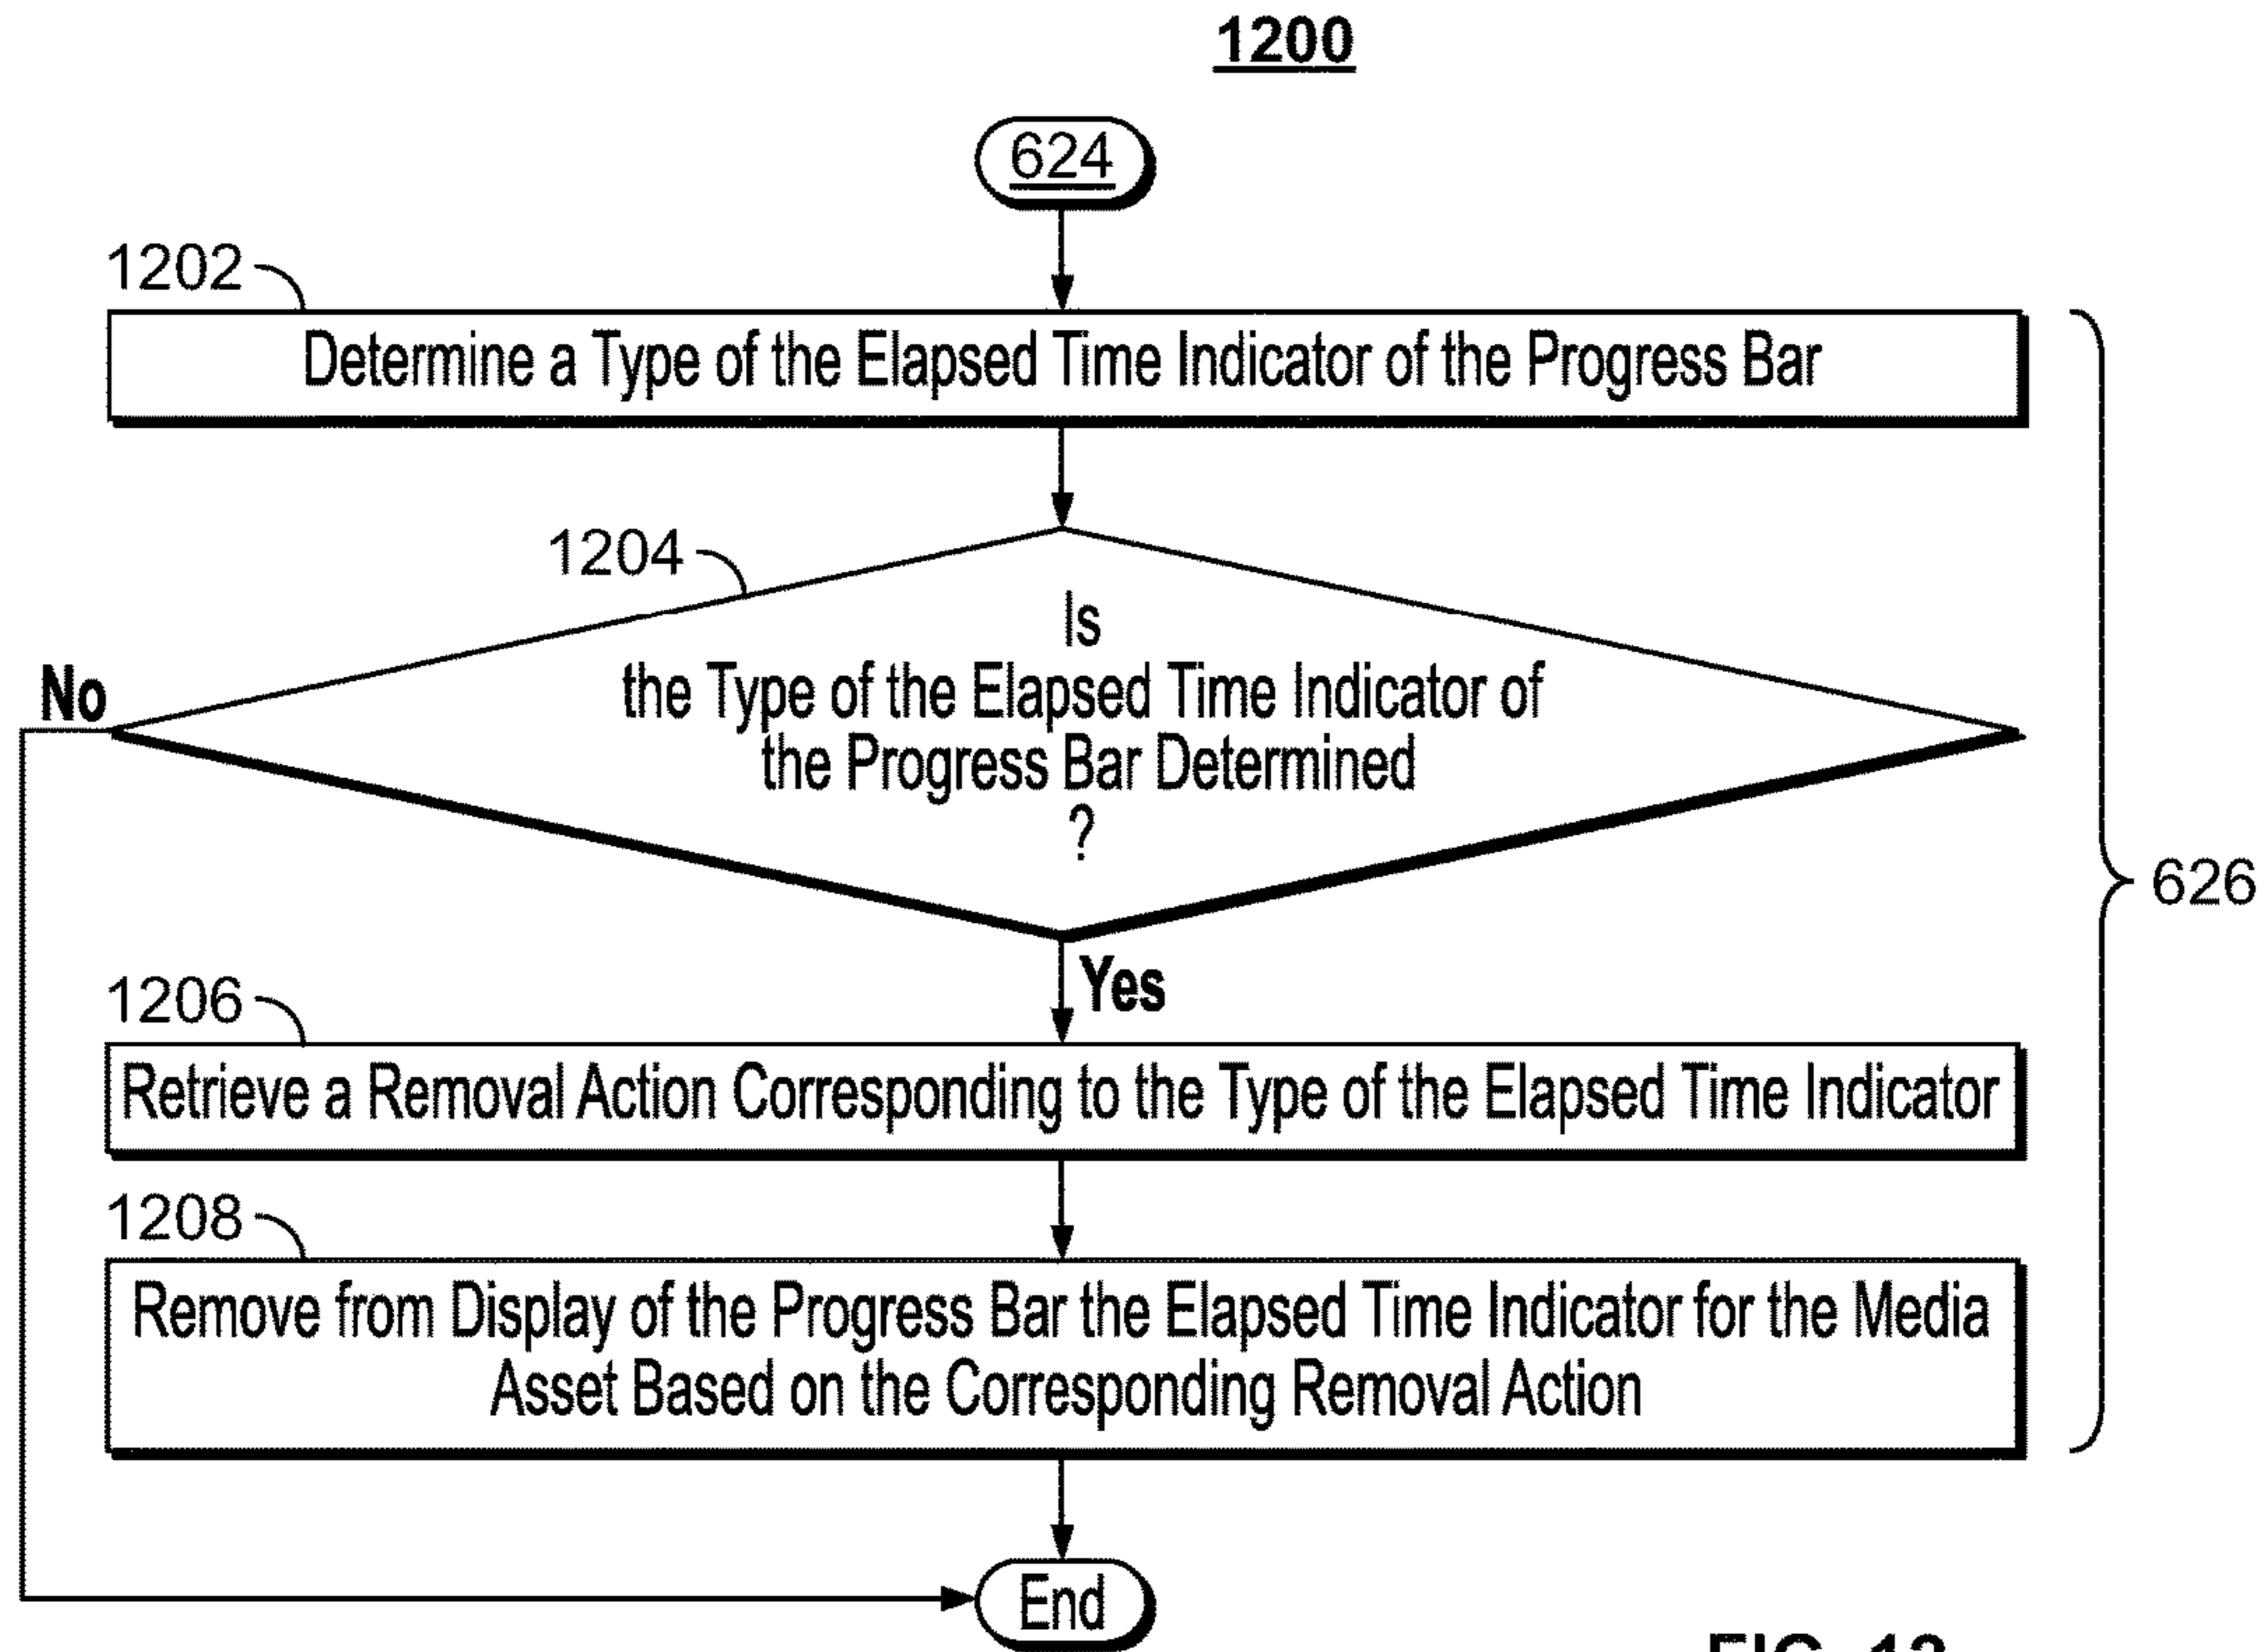 1200
624
1202
Determine a Type of the Elapsed Time Indicator of the Progress Bar
1204
Is
the Type of the Elapsed Time Indicator of
the Progress Bar Determined
?
No
626
Yes
1206
Retrieve a Removal Action Corresponding to the Type of the Elapsed Time Indicator
1208
Remove from Display of the Progress Bar the Elapsed Time Indicator for the Media
Asset Based on the Corresponding Removal Action
End